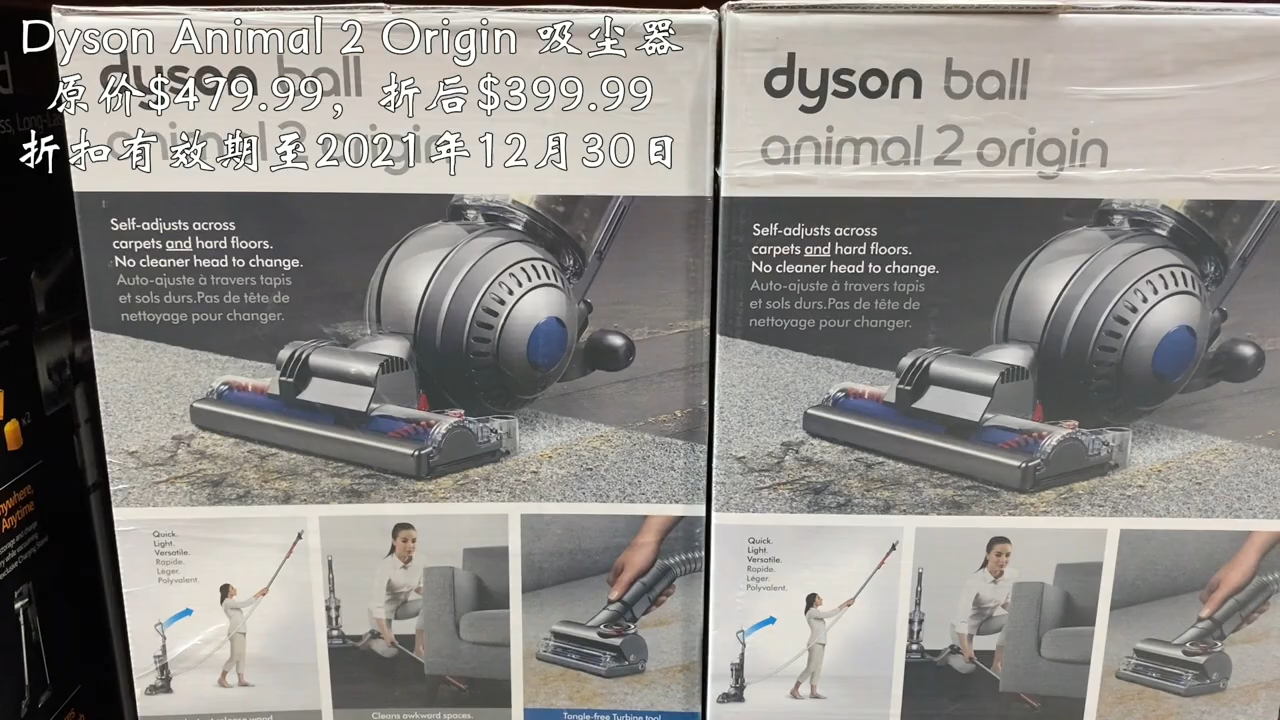 Dyson Animal 2 Origin 吸尘器
原价$479.99，折后$399.99
折扣有效期至2021年12月30日
dyson ball
animal 2 origin
Self-adjusts across
carpets and hard floors.
No cleaner head to change.
Auto-ajuste à travers tapis
et sols durs.Pas de tête de
nettoyage pour changer.
Quick.
Light.
Versatile.
Rapide.
Léger.
Polyvalent.
Cleans awkward spaces.
Tangle-free Turbine tool
dyson ball
animal 2 origin
Self-adjusts across
carpets and hard floors.
No cleaner head to change.
Auto-ajuste à travers tapis
et sols durs.Pas de tête de
nettoyage pour changer.
Quick.
Light.
Versatile.
Rapide.
Léger.
Polyvalent.
x2
Anytime